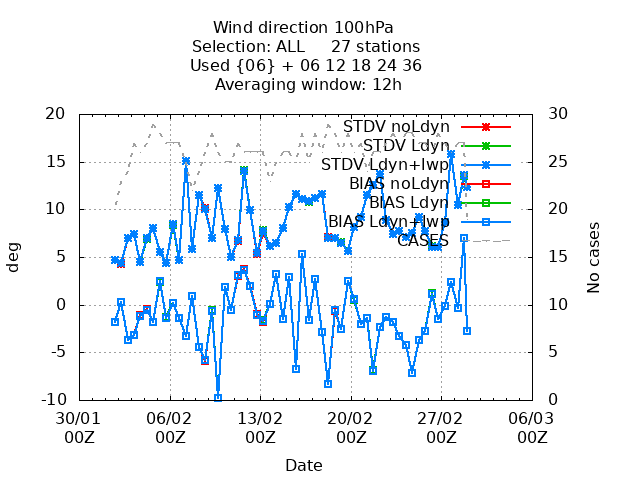 Wind direction 100hPa
Selection: ALL 27 stations
Used {06} + 06 12 18 24 36
Averaging window: 12h
20 30
STDV noLdyn
STDV Ldyn
15 25
STDV Ldyn+lwp
BIAS noLdyn
BIAS Ldyn
10 20
BIAS Ldyn+lwp
CASES
5 15
deg
No cases
0 10
-5 5
-10 0
30/01 06/02 13/02 20/02 27/02 06/03
00Z 00Z 00Z 00Z 00Z 00Z
Date